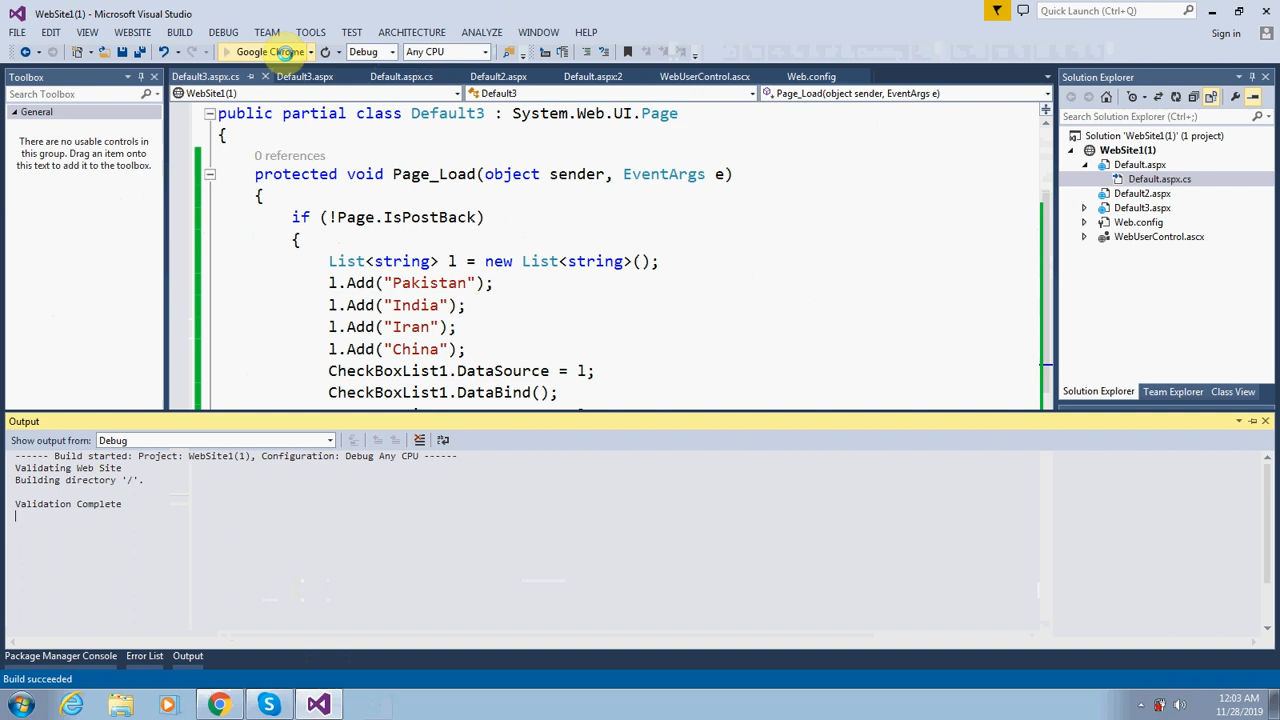 WebSite1(1) - Microsoft Visual Studio
Quick Launch (Ctrl+Q)
FILE EDIT VIEW WEBSITE BUILD DEBUG TEAM TOOLS TEST ARCHITECTURE ANALYZE WINDOW HELP
Sign in
Google Chrome Debug Any CPU
Toolbox
Search Toolbox
General
There are no usable controls in
this group. Drag an item onto
this text to add it to the toolbox.
Default3.aspx.cs Default3.aspx Default.aspx.cs Default2.aspx Default.aspx:2 WebUserControl.ascx Web.config
WebSite1(1) Default3 Page_Load(object sender, EventArgs e)
public partial class Default3 : System.Web.UI.Page
{
0 references
protected void Page_Load(object sender, EventArgs e)
{
if (!Page.IsPostBack)
{
List<string> l = new List<string>();
l.Add("Pakistan");
l.Add("India");
l.Add("Iran");
l.Add("China");
CheckBoxList1.DataSource = l;
CheckBoxList1.DataBind();
Solution Explorer
Search Solution Explorer (Ctrl+;)
Solution 'WebSite1(1)' (1 project)
WebSite1(1)
Default.aspx
Default.aspx.cs
Default2.aspx
Default3.aspx
Web.config
WebUserControl.ascx
Solution Explorer Team Explorer Class View
Output
Show output from: Debug
------ Build started: Project: WebSite1(1), Configuration: Debug Any CPU ------
Validating Web Site
Building directory '/'.
Validation Complete
Package Manager Console Error List Output
Build succeeded
12:03 AM
11/28/2019